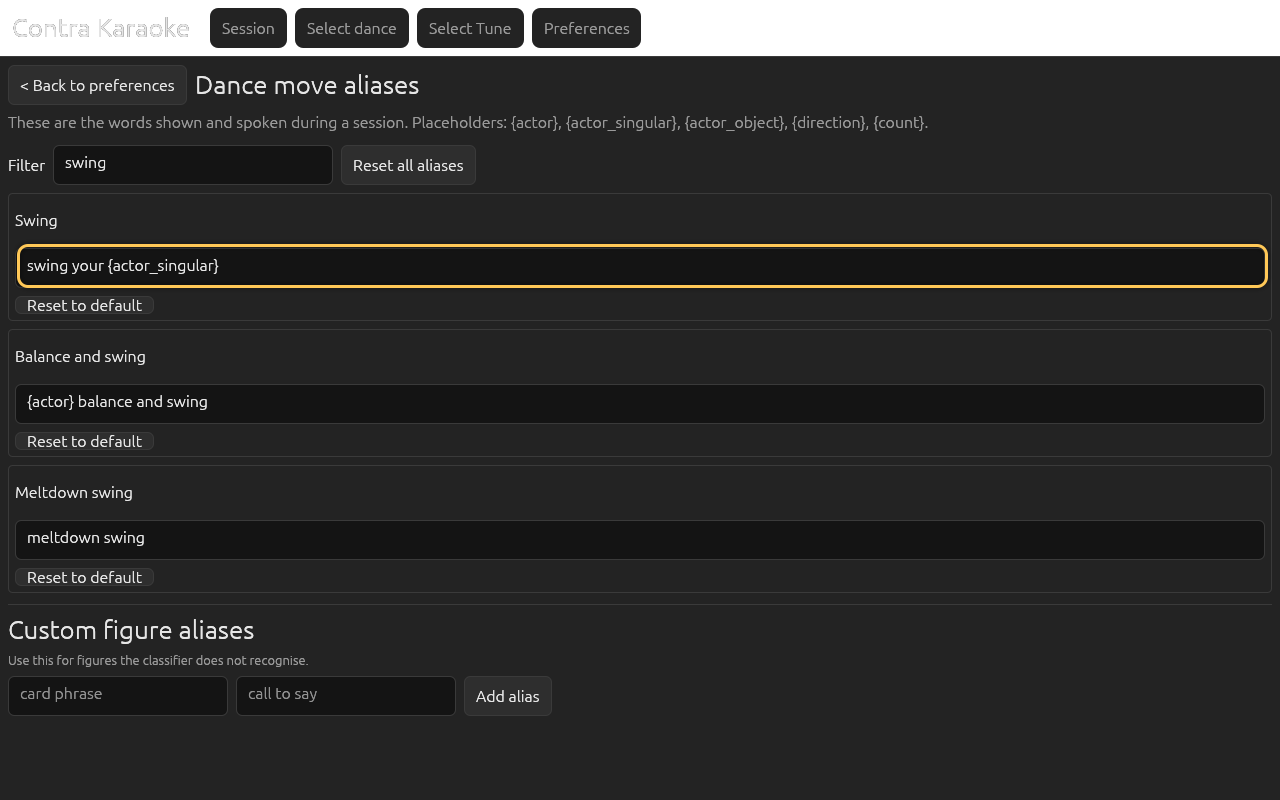 Contra Karaoke
Session
Select dance
Select Tune
Preferences
< Back to preferences
Dance move aliases
These are the words shown and spoken during a session. Placeholders: {actor}, {actor_singular}, {actor_object}, {direction}, {count}.
Filter
swing
Reset all aliases
Swing
swing your {actor_singular}
Reset to default
Balance and swing
{actor} balance and swing
Reset to default
Meltdown swing
meltdown swing
Reset to default
Custom figure aliases
Use this for figures the classifier does not recognise.
card phrase
call to say
Add alias